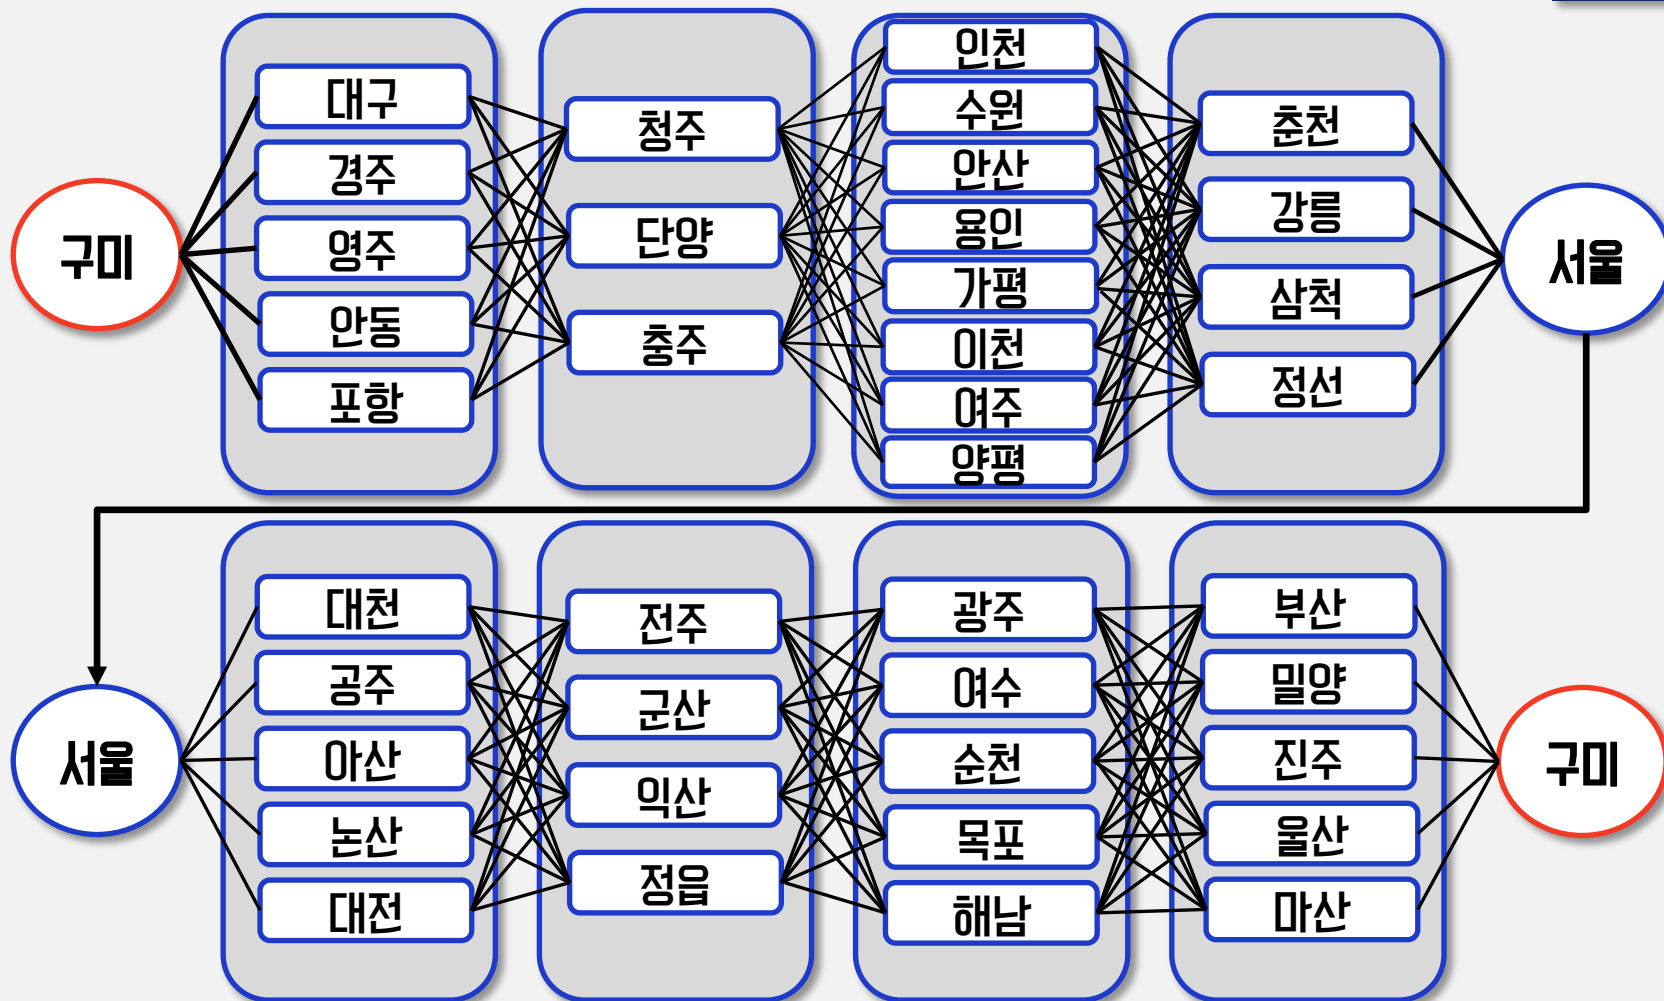 구미
대구
경주
영주
안동
포항
청주
단양
충주
인천
수원
안산
용인
가평
이천
여주
양평
춘천
강릉
삼척
정선
서울
서울
대천
공주
아산
논산
대전
전주
군산
익산
정읍
광주
여수
순천
목포
해남
부산
밀양
진주
울산
마산
구미